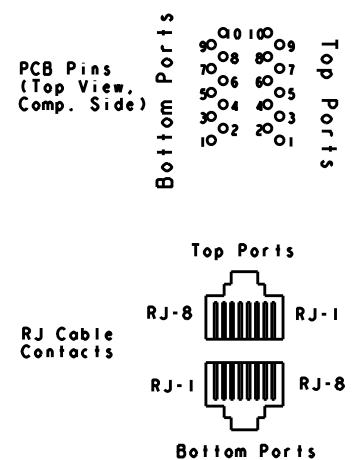 PCB Pins
(Top View,
Comp. Side)
Bottom Ports
10 10
9 9
8 8
7 7
6 6
5 5
4 4
3 3
2 2
1 1
Top Ports
Top Ports
RJ-8 RJ-1
RJ Cable
Contacts
RJ-1 RJ-8
Bottom Ports